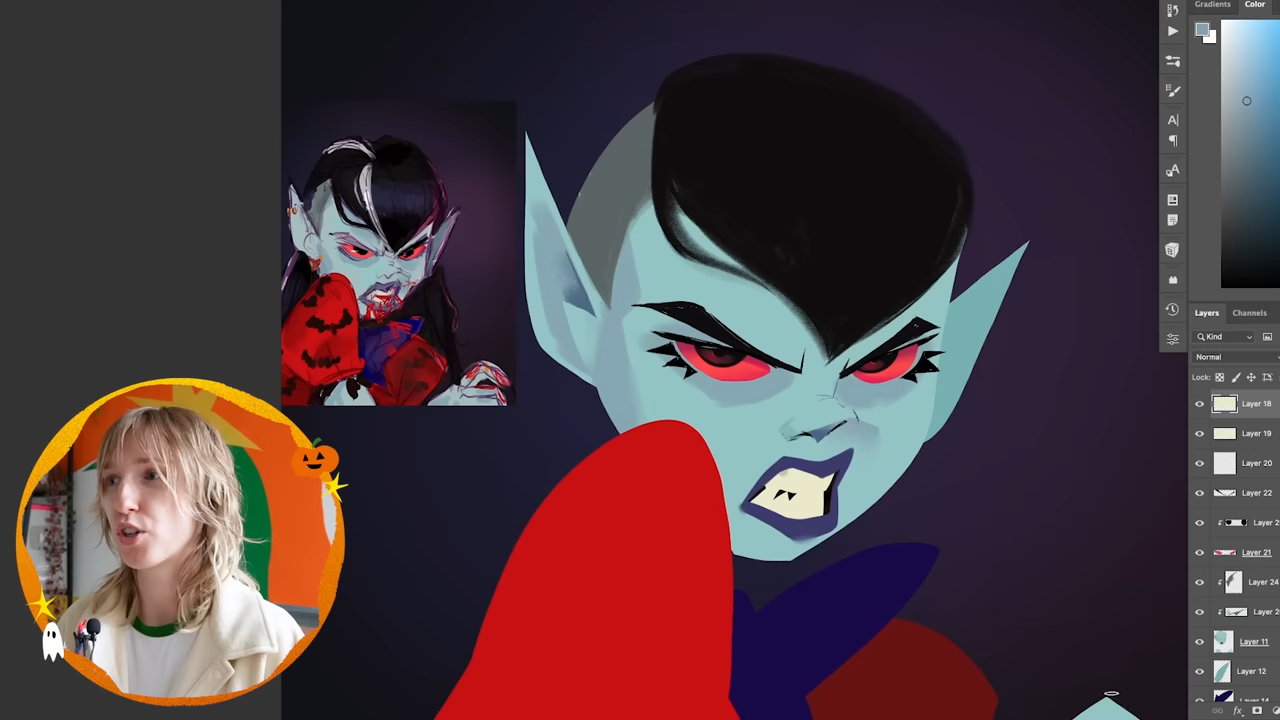 Gradients Color
Layers Channels
Kind
Normal
Lock:
Layer 18
Layer 19
Layer 20
Layer 22
Layer 21
Layer 24
Layer 11
Layer 12
fx